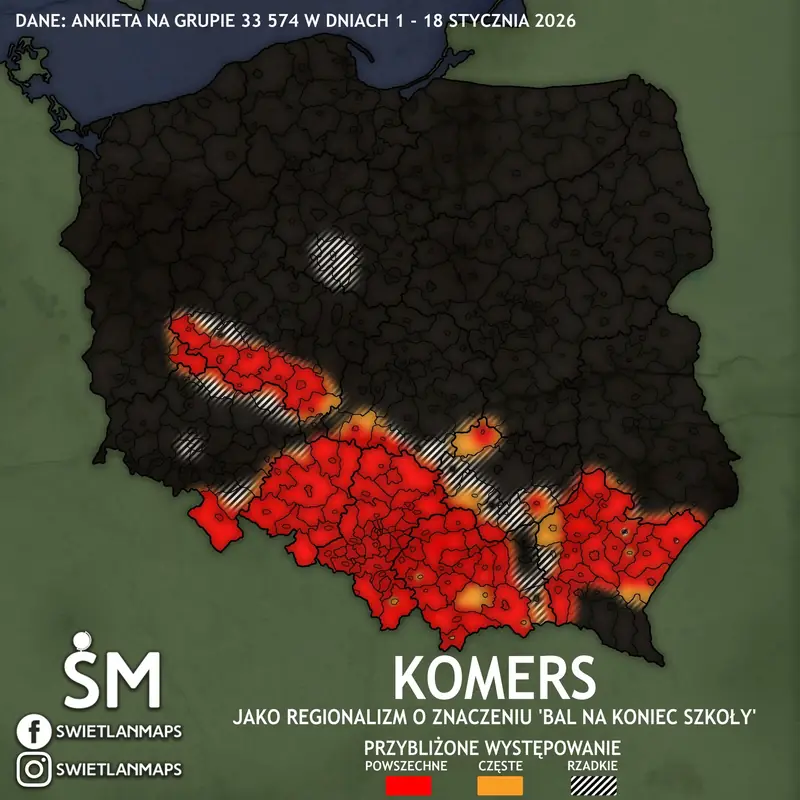 DANE: ANKIETA NA GRUPIE 33 574 W DNIACH 1 - 18 STYCZNIA 2026
KOMERS
JAKO REGIONALIZM O ZNACZENIU 'BAL NA KONIEC SZKOŁY'
PRZYBLIŻONE WYSTĘPOWANIE
POWSZECHNE CZĘSTE RZADKIE
ŚM
SWIETLANMAPS
SWIETLANMAPS